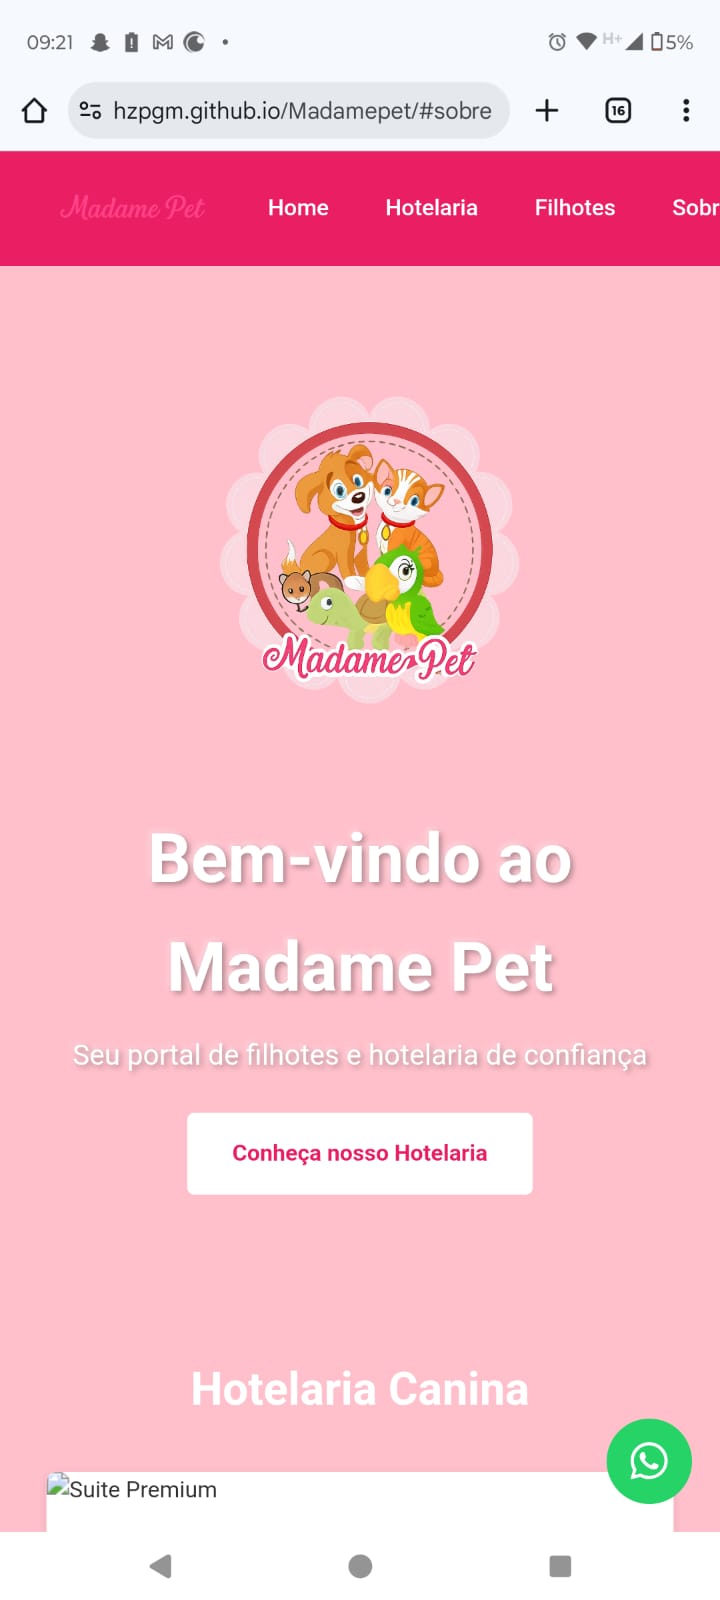 09:21
H+
5%
hzpgm.github.io/Madamepet/#sobre
16
Madame Pet
Home
Hotelaria
Filhotes
Sobr
Madame Pet
Bem-vindo ao
Madame Pet
Seu portal de filhotes e hotelaria de confiança
Conheça nosso Hotelaria
Hotelaria Canina
Suite Premium